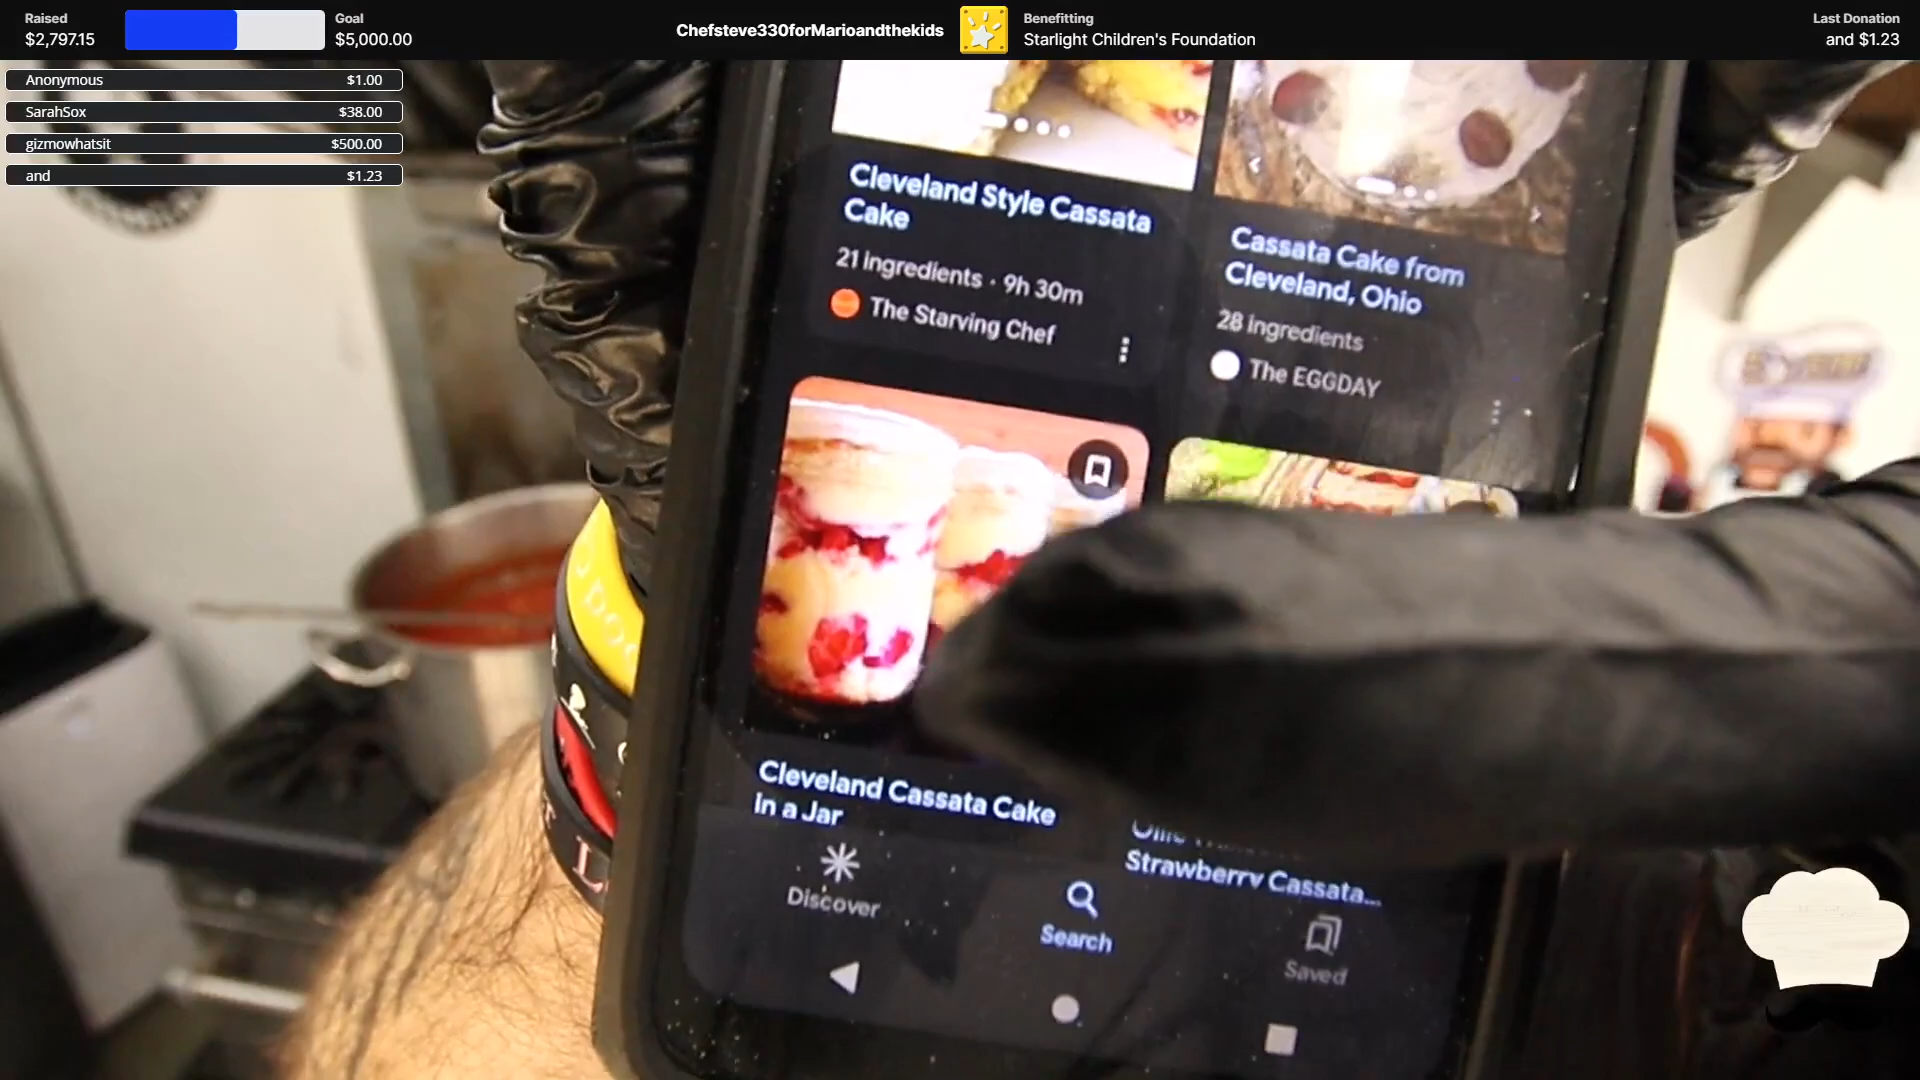 Raised
$2,797.15
Goal
$5,000.00
Chefsteve330forMarioandthekids
Benefitting
Starlight Children's Foundation
Last Donation
and $1.23
Anonymous $1.00
SarahSox $38.00
gizmowhatsit $500.00
and $1.23
Cleveland Style Cassata
Cake
21 ingredients · 9h 30m
The Starving Chef
Cassata Cake from
Cleveland, Ohio
28 ingredients
The EGGDAY
Cleveland Cassata Cake
in a Jar
Strawberry Cassata...
Discover
Search
Saved